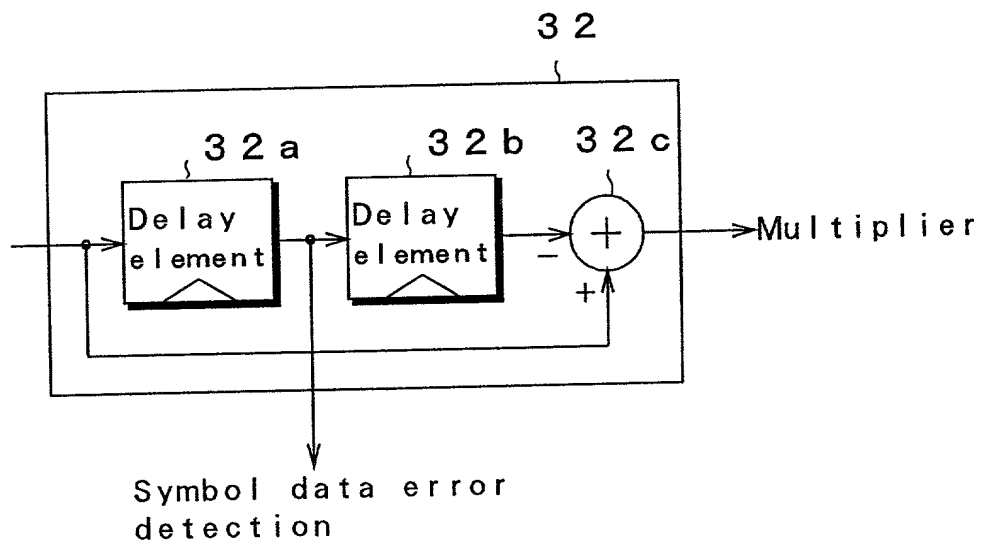 32
32a
32b
32c
Delay
element
Delay
element
+
−
+
Multiplier
Symbol data error
detection